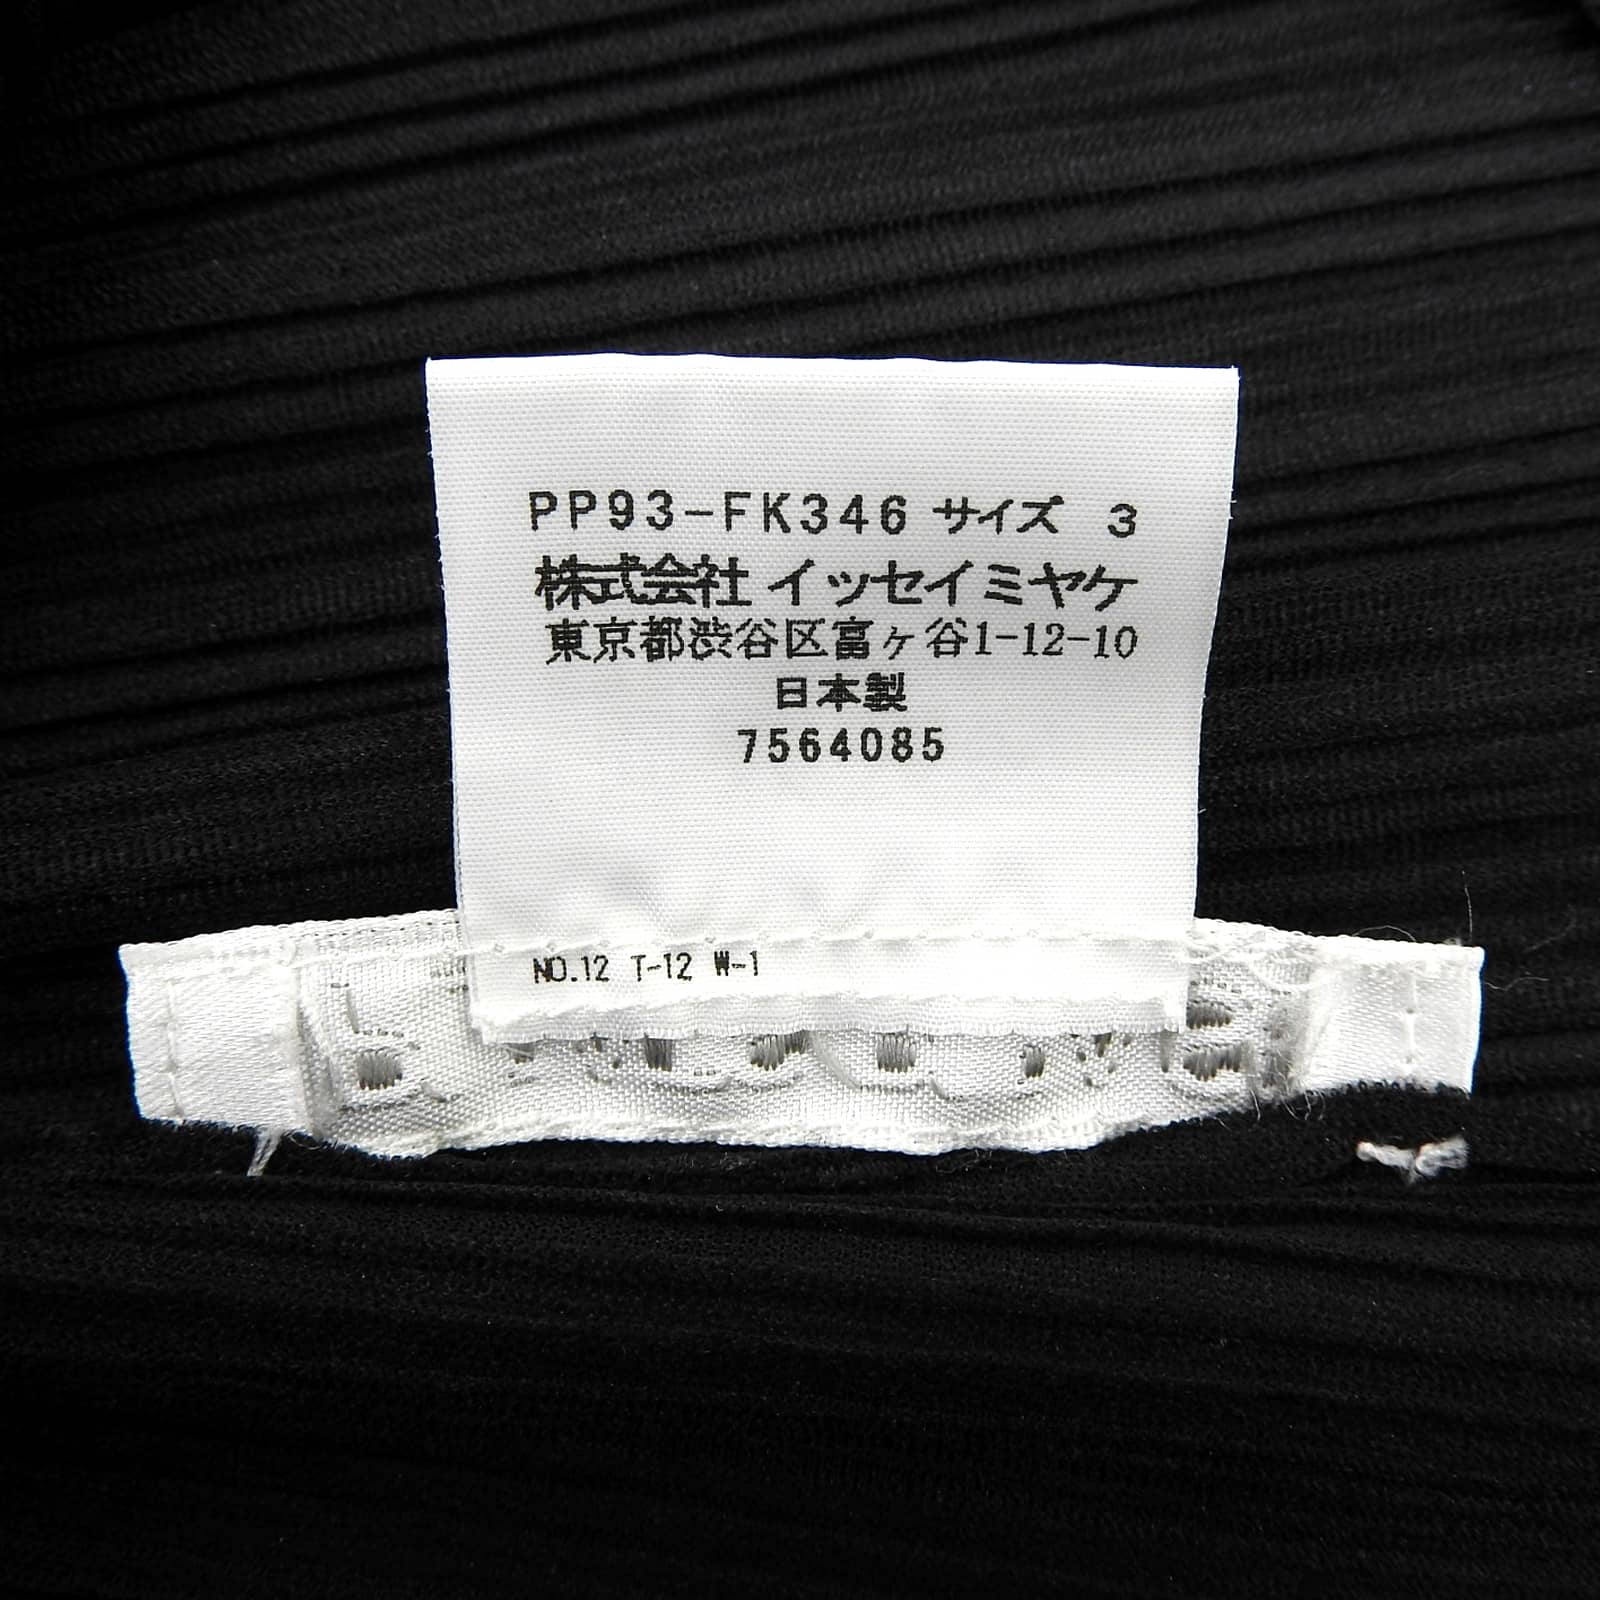 PP93-FK346 サイズ 3
株式会社 イッセイミヤケ
東京都渋谷区富ヶ谷1-12-10
日本製
7564085
NO.12 T-12 W-1